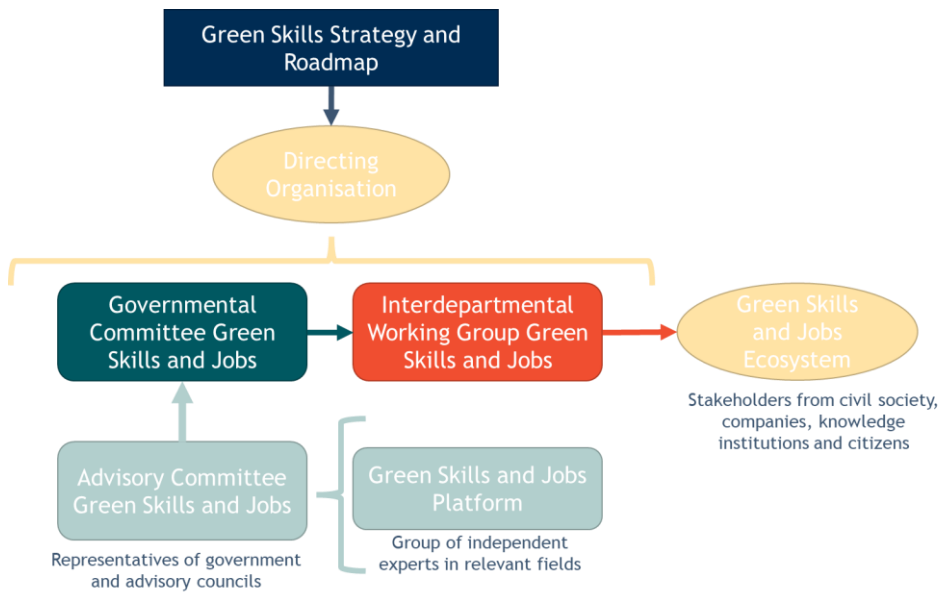 Green Skills Strategy and
Roadmap
Directing
Organisation
Governmental
Committee Green
Skills and Jobs
Interdepartmental
Working Group Green
Skills and Jobs
Green Skills
and Jobs
Ecosystem
Stakeholders from civil society,
companies, knowledge
institutions and citizens
Advisory Committee
Green Skills and Jobs
Representatives of government
and advisory councils
Green Skills and Jobs
Platform
Group of independent
experts in relevant fields